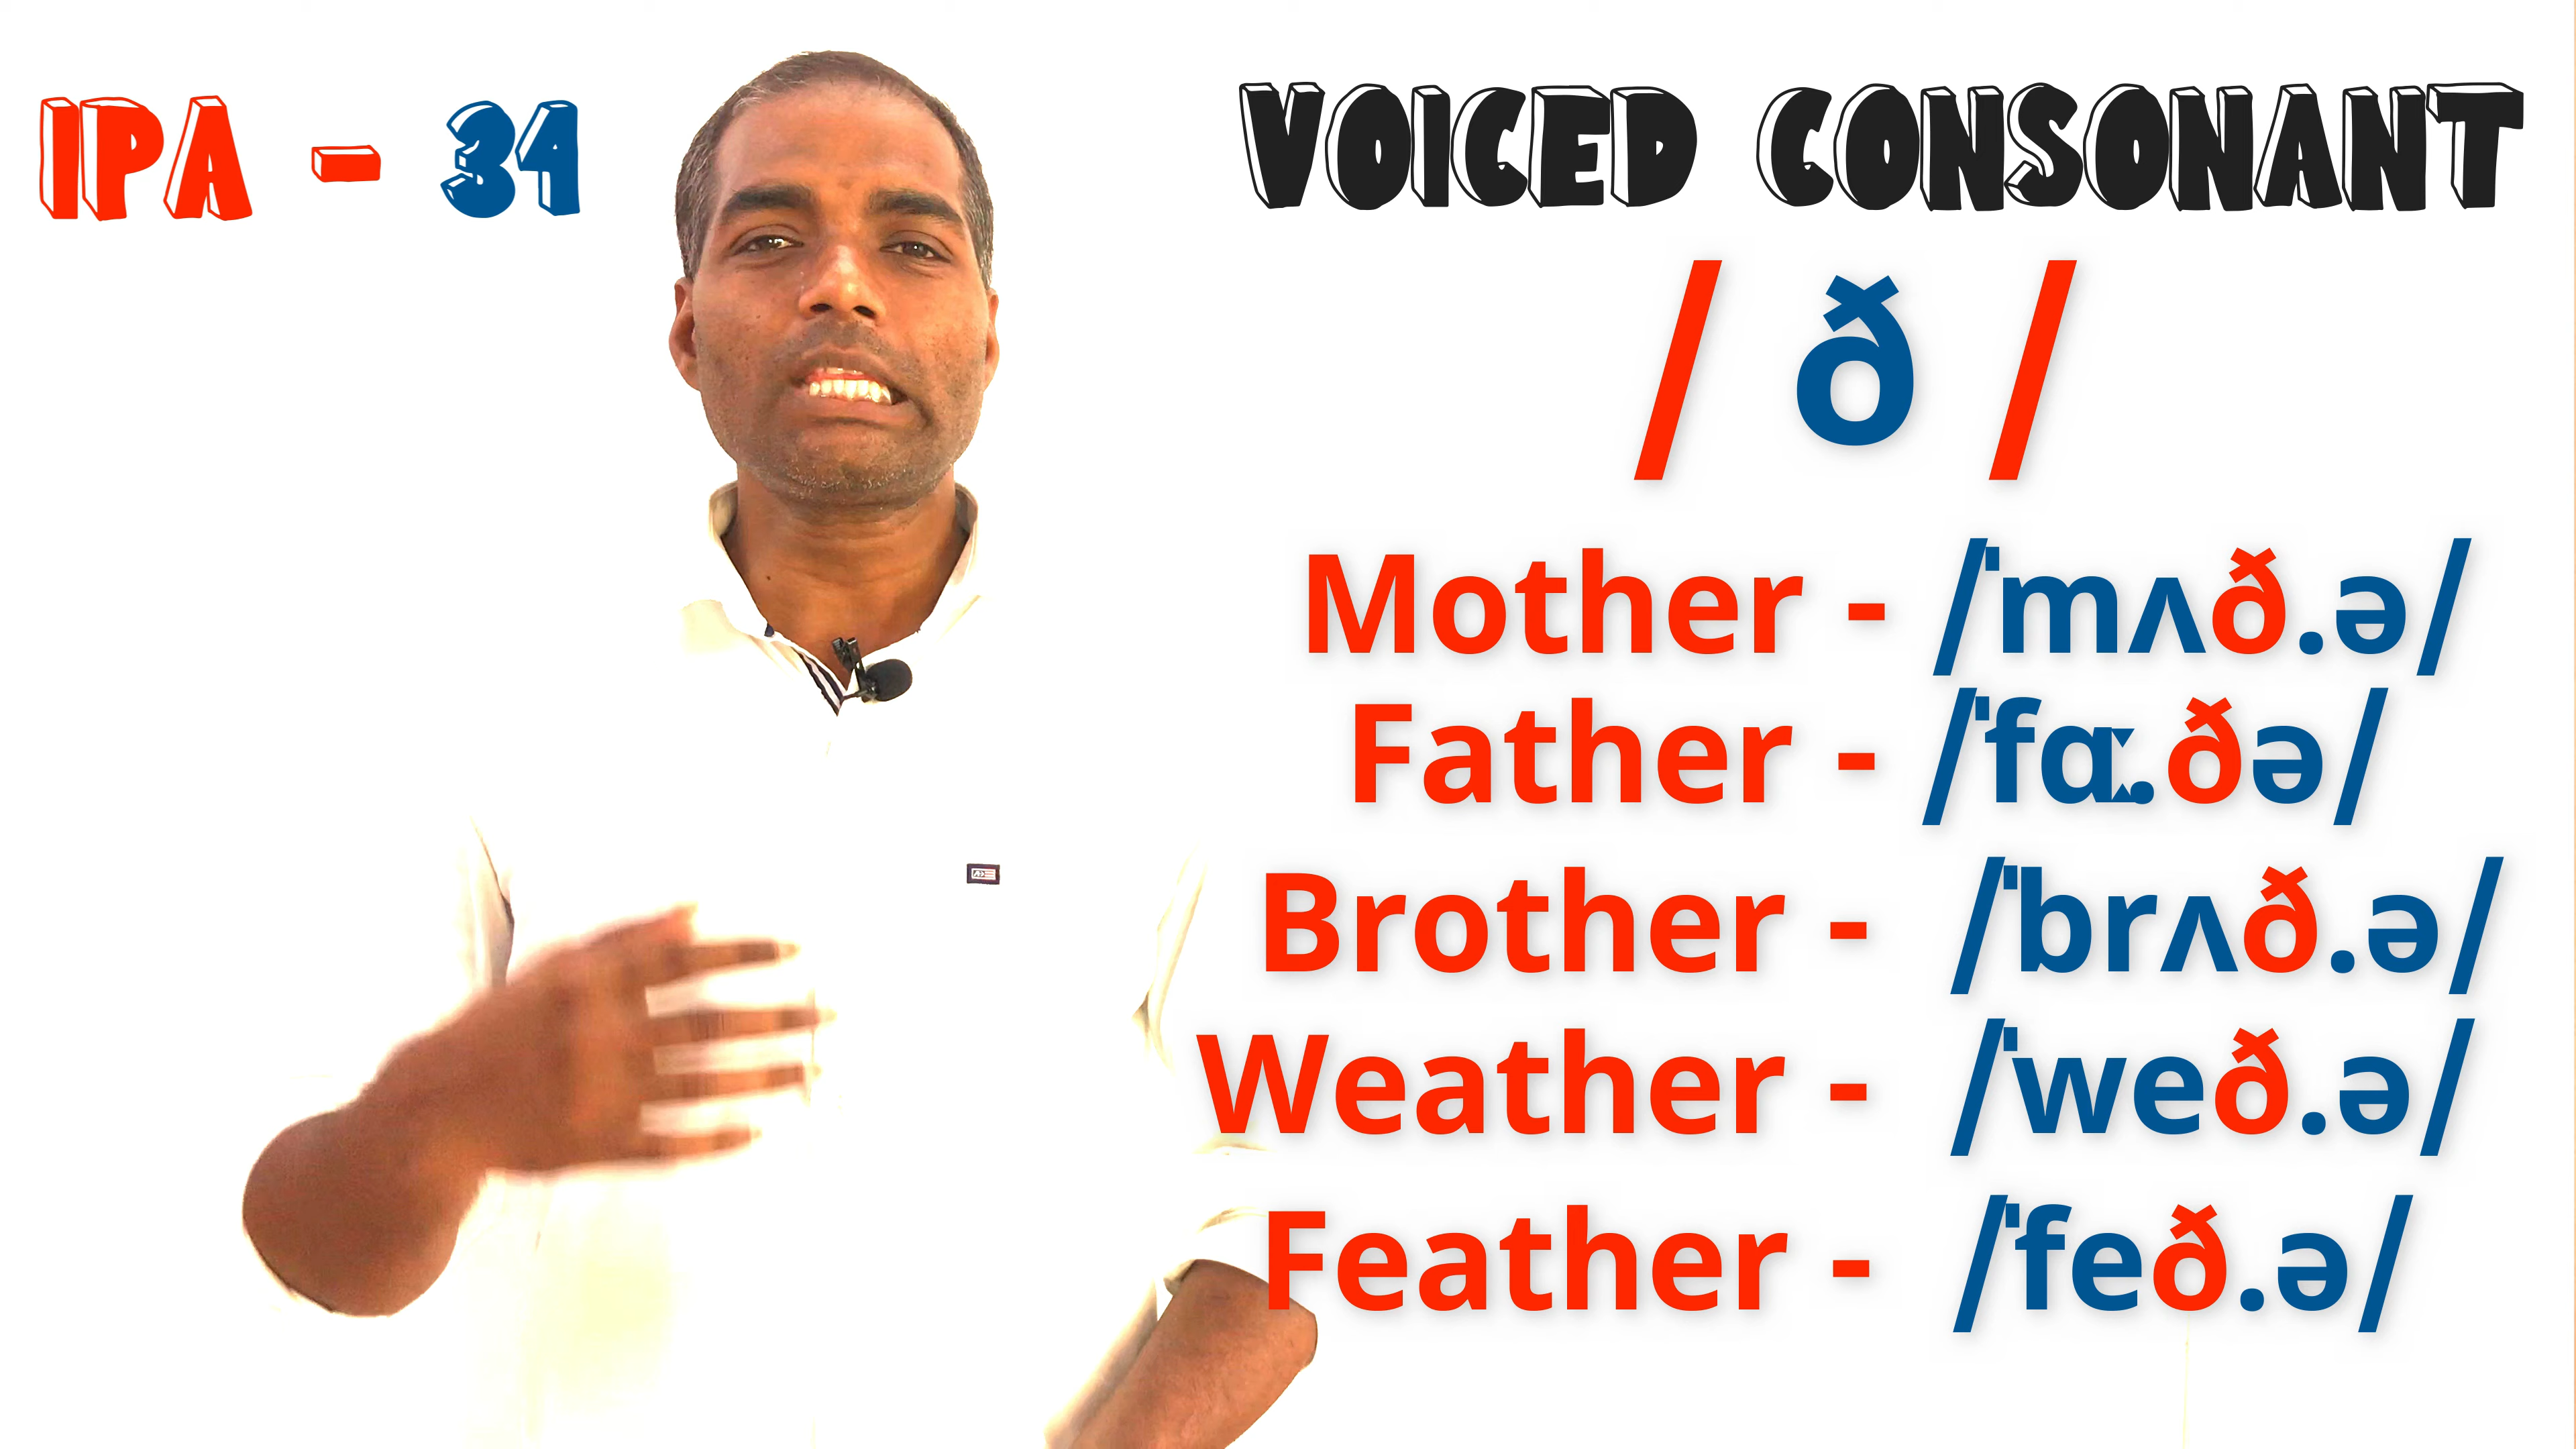 IPA - 34
VOICED CONSONANT
/ ð /
Mother - /ˈmʌð.ə/
Father - /ˈfɑː.ðə/
Brother - /ˈbrʌð.ə/
Weather - /ˈweð.ə/
Feather - /ˈfeð.ə/